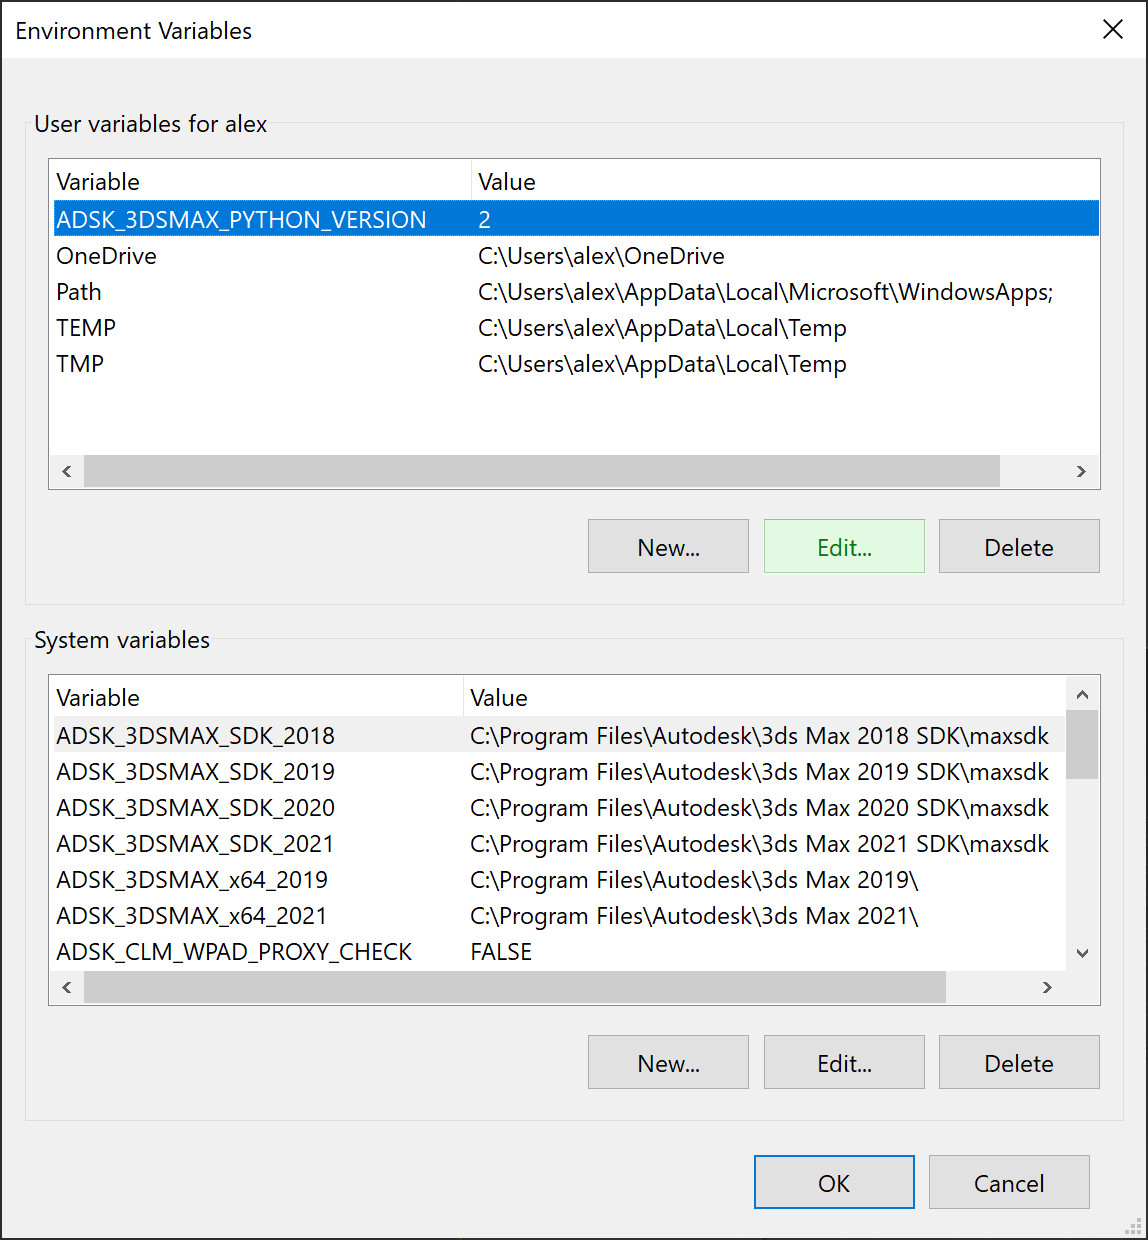 Environment Variables
User variables for alex
Variable Value
ADSK_3DSMAX_PYTHON_VERSION 2
OneDrive C:\Users\alex\OneDrive
Path C:\Users\alex\AppData\Local\Microsoft\WindowsApps;
TEMP C:\Users\alex\AppData\Local\Temp
TMP C:\Users\alex\AppData\Local\Temp
New... Edit... Delete
System variables
Variable Value
ADSK_3DSMAX_SDK_2018 C:\Program Files\Autodesk\3ds Max 2018 SDK\maxsdk
ADSK_3DSMAX_SDK_2019 C:\Program Files\Autodesk\3ds Max 2019 SDK\maxsdk
ADSK_3DSMAX_SDK_2020 C:\Program Files\Autodesk\3ds Max 2020 SDK\maxsdk
ADSK_3DSMAX_SDK_2021 C:\Program Files\Autodesk\3ds Max 2021 SDK\maxsdk
ADSK_3DSMAX_x64_2019 C:\Program Files\Autodesk\3ds Max 2019\
ADSK_3DSMAX_x64_2021 C:\Program Files\Autodesk\3ds Max 2021\
ADSK_CLM_WPAD_PROXY_CHECK FALSE
New... Edit... Delete
OK Cancel